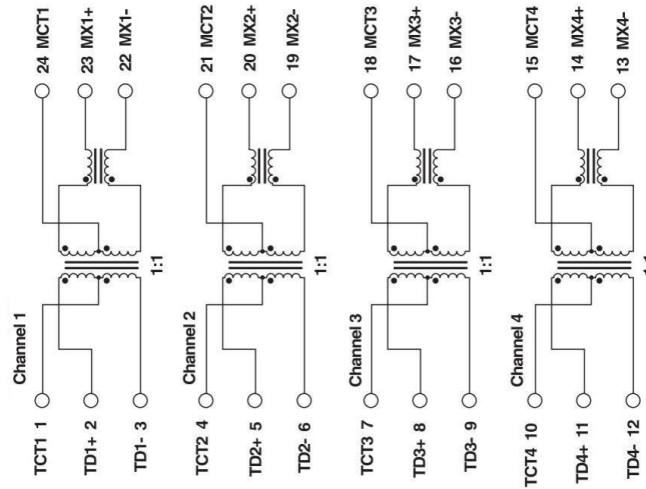 24 MCT1
23 MX1+
22 MX1-
1:1
Channel 1
TCT1 1
TD1+ 2
TD1- 3
21 MCT2
20 MX2+
19 MX2-
1:1
Channel 2
TCT2 4
TD2+ 5
TD2- 6
18 MCT3
17 MX3+
16 MX3-
1:1
Channel 3
TCT3 7
TD3+ 8
TD3- 9
15 MCT4
14 MX4+
13 MX4-
1:1
Channel 4
TCT4 10
TD4+ 11
TD4- 12